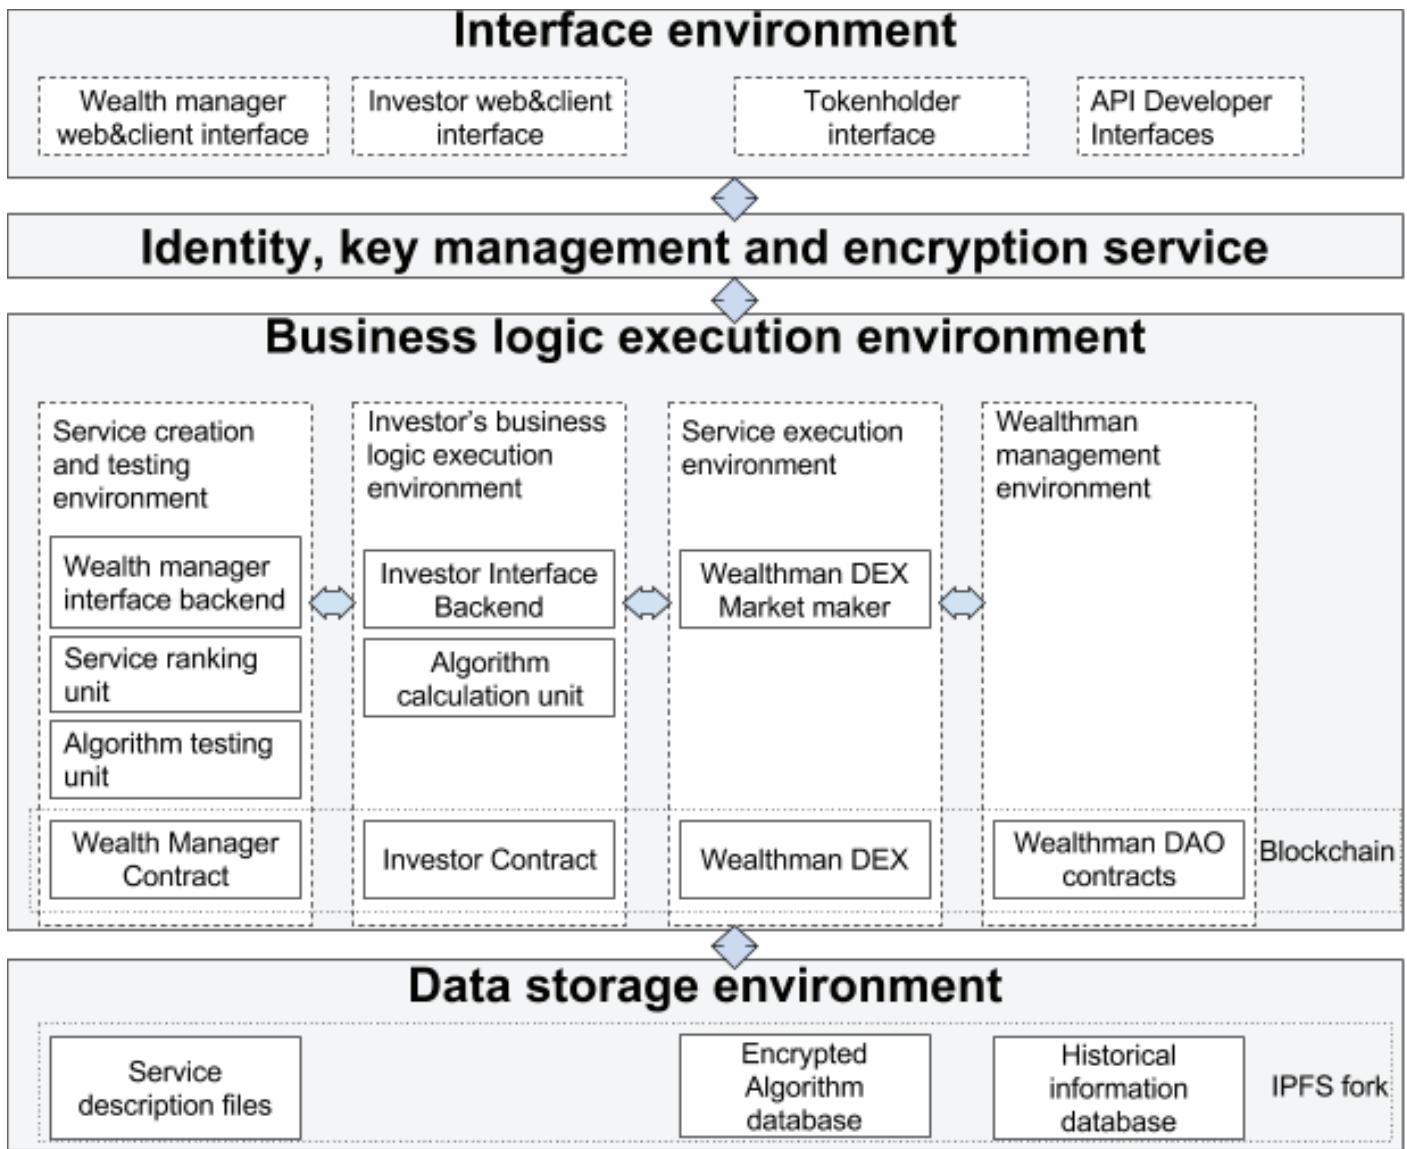 Interface environment
Wealth manager
web&client interface
Investor web&client
interface
Tokenholder
interface
API Developer
Interfaces
Identity, key management and encryption service
Business logic execution environment
Service creation
and testing
environment
Wealth manager
interface backend
Service ranking
unit
Algorithm testing
unit
Wealth Manager
Contract
Investor’s business
logic execution
environment
Investor Interface
Backend
Algorithm
calculation unit
Investor Contract
Service execution
environment
Wealthman DEX
Market maker
Wealthman DEX
Wealthman
management
environment
Wealthman DAO
contracts
Blockchain
Data storage environment
Service
description files
Encrypted
Algorithm
database
Historical
information
database
IPFS fork